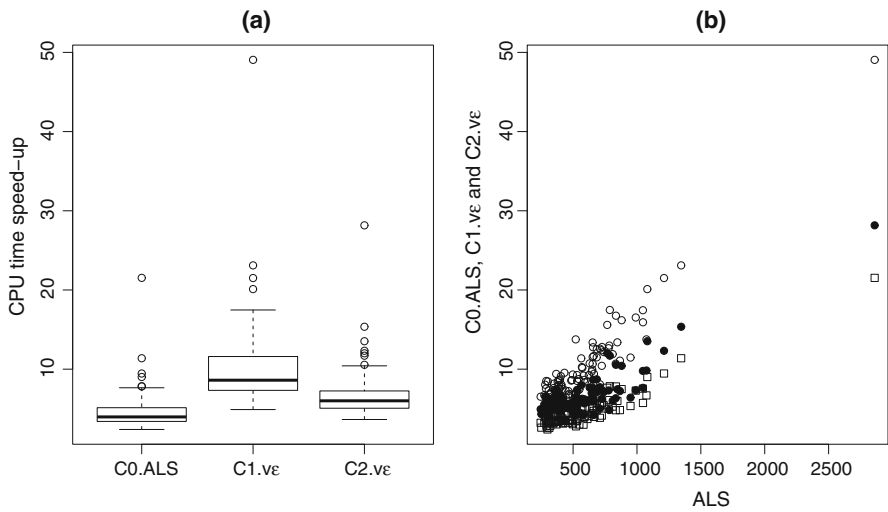 (a)
CPU time speed−up
50
40
30
20
10
C0.ALS C1.vε C2.vε
(b)
C0.ALS, C1.vε and C2.vε
50
40
30
20
10
500 1000 1500 2000 2500
ALS